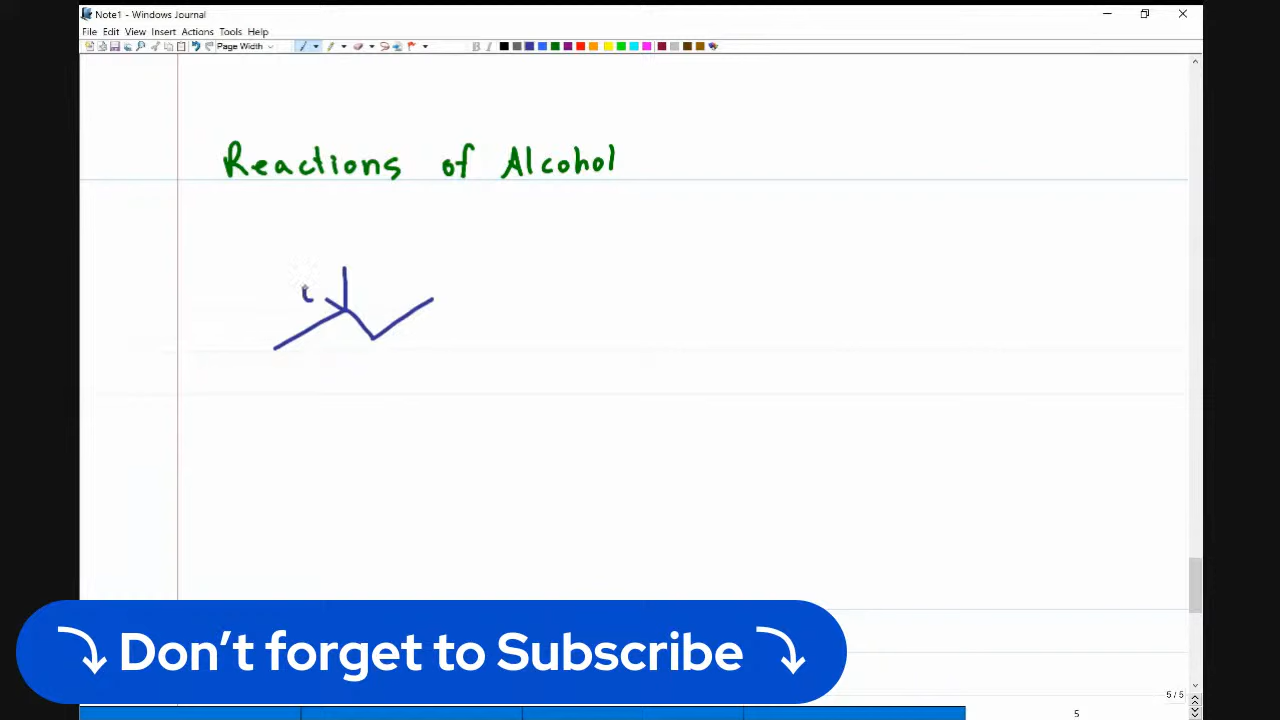 Note1 - Windows Journal
File Edit View Insert Actions Tools Help
Page Width
B I
Reactions of Alcohol
Don't forget to Subscribe
5 / 5
5